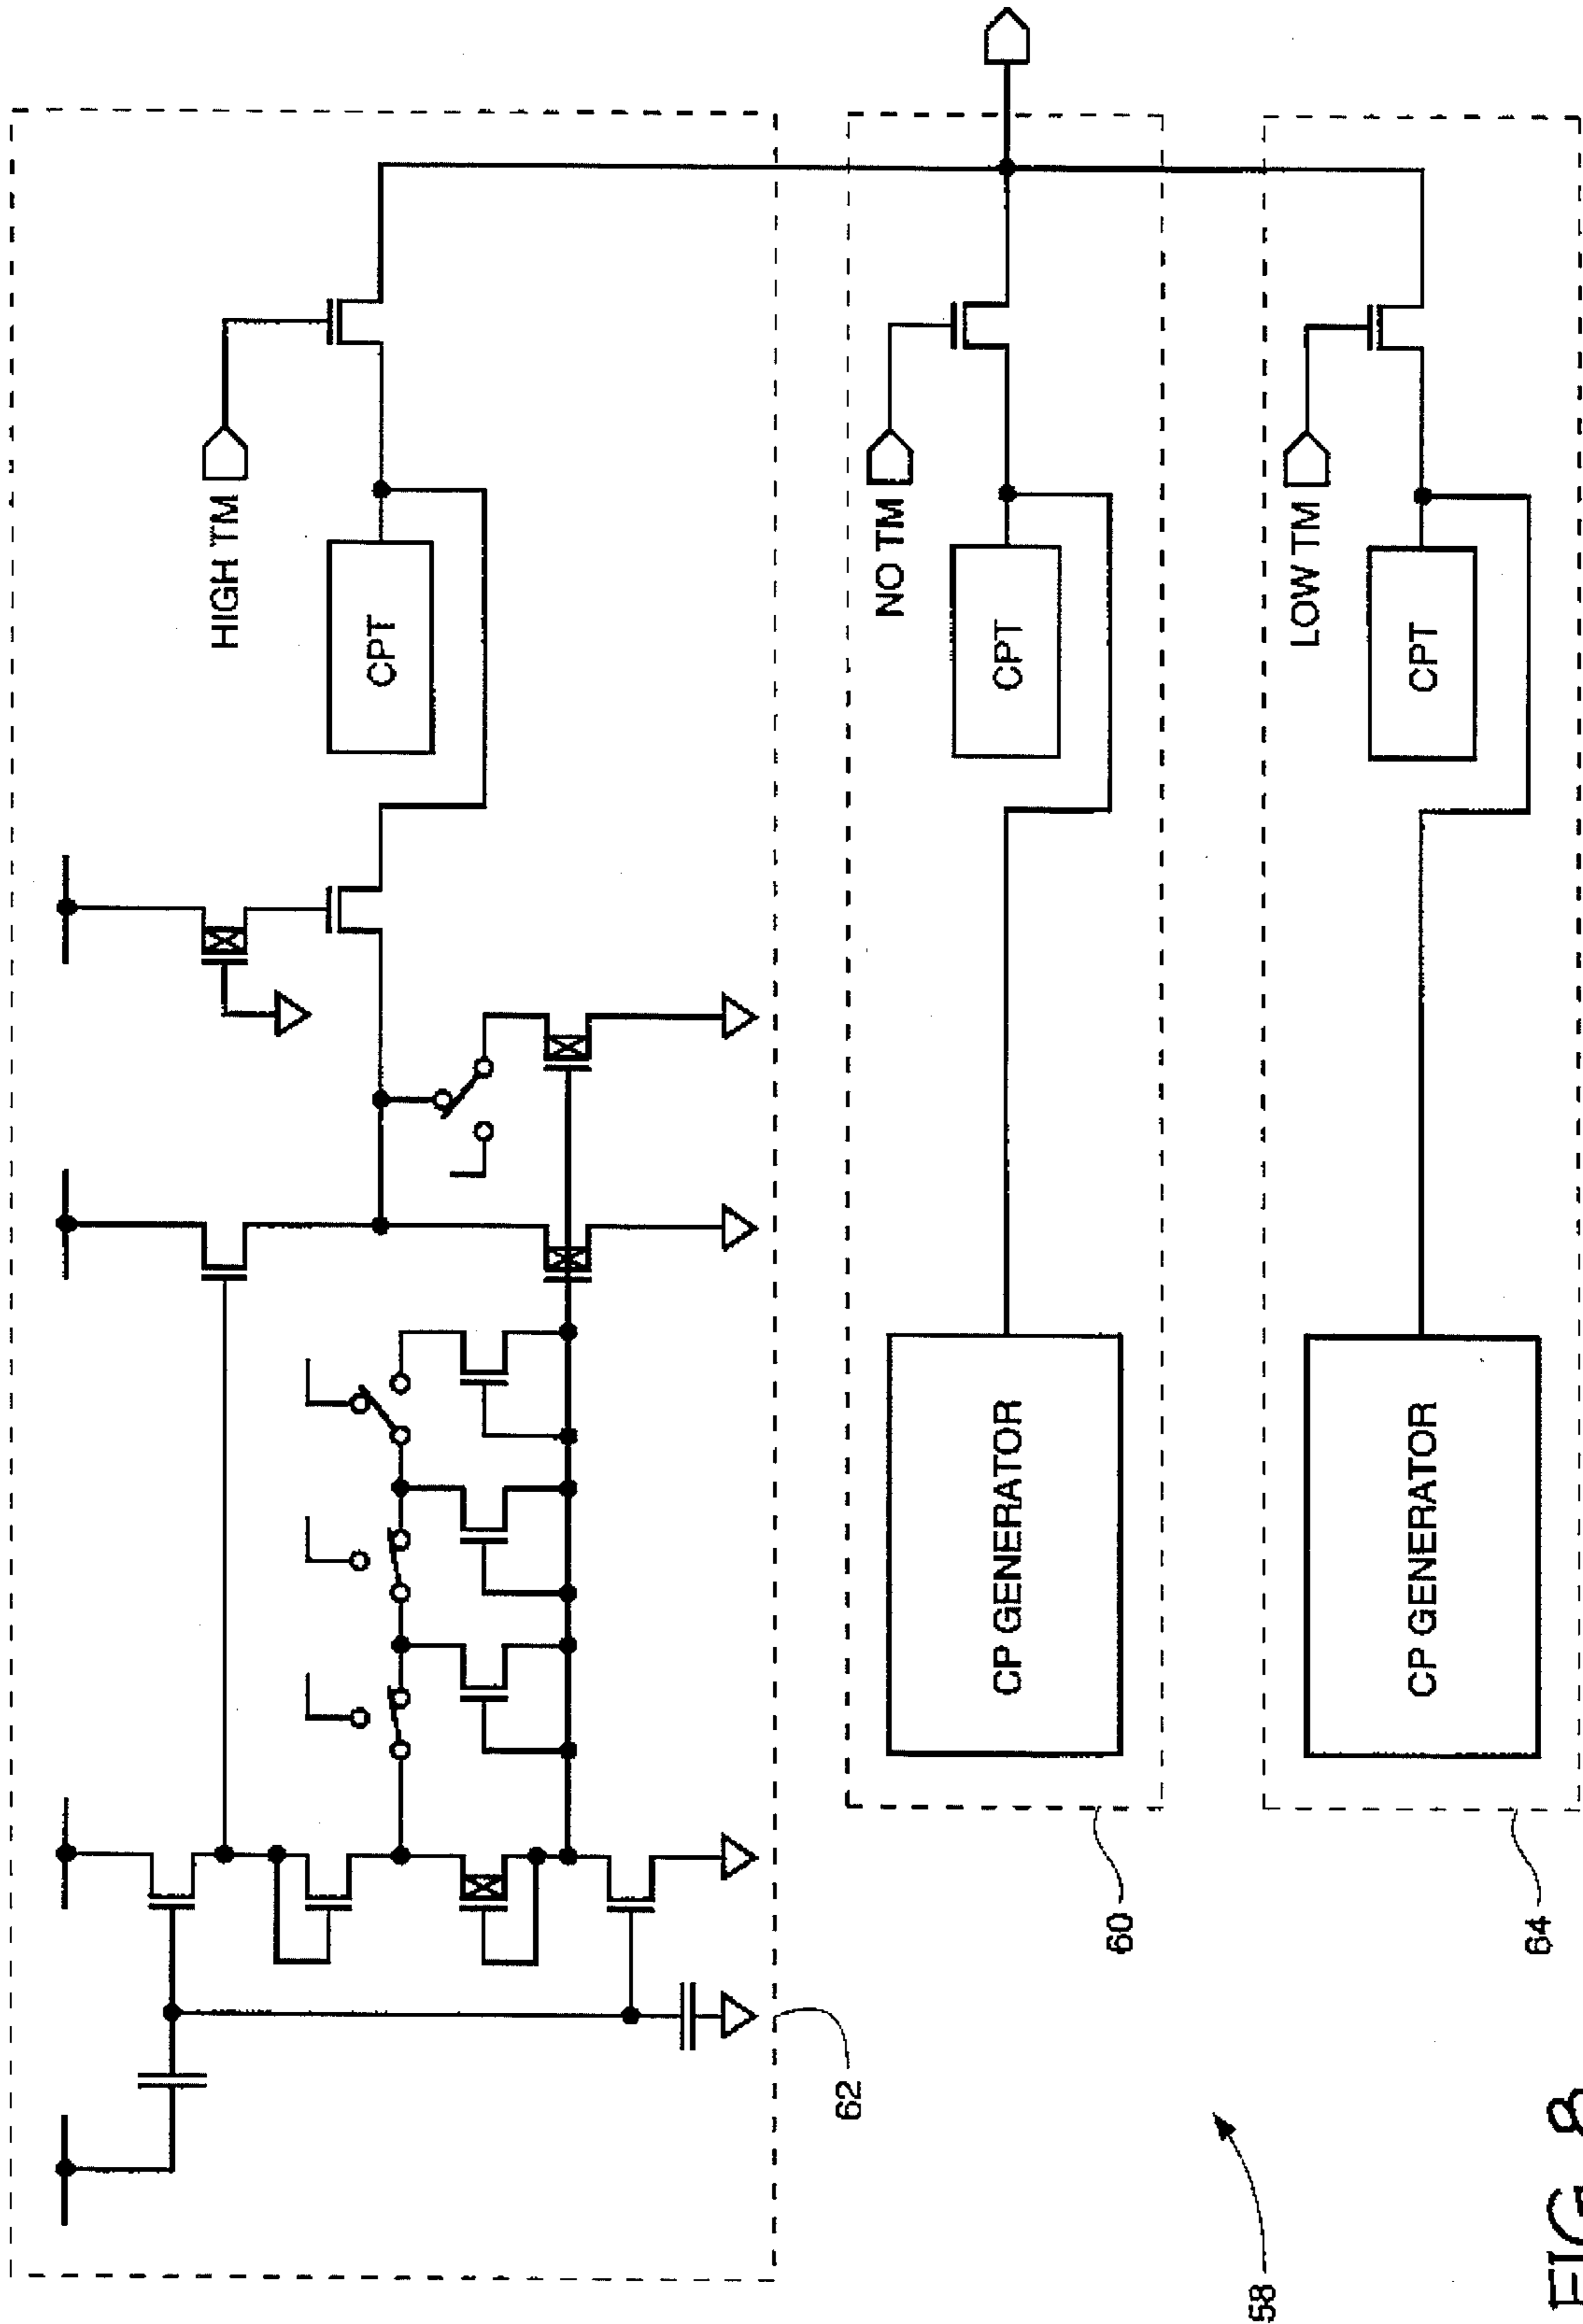 HIGH TM
CPT
62
NO TM
CPT
CP GENERATOR
60
LOW TM
CPT
CP GENERATOR
64
58
FIG. 8